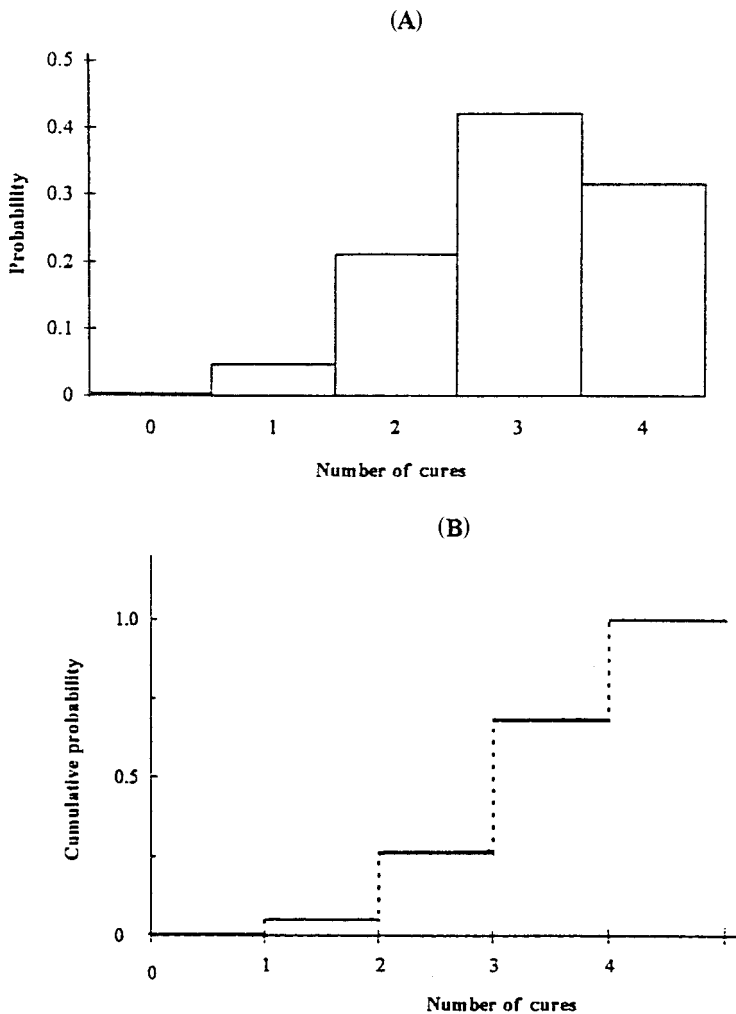 (A)
0.5
0.4
0.3
0.2
0.1
0
Probability
0 1 2 3 4
Number of cures
(B)
1.0
0.5
0
Cumulative probability
0 1 2 3 4
Number of cures